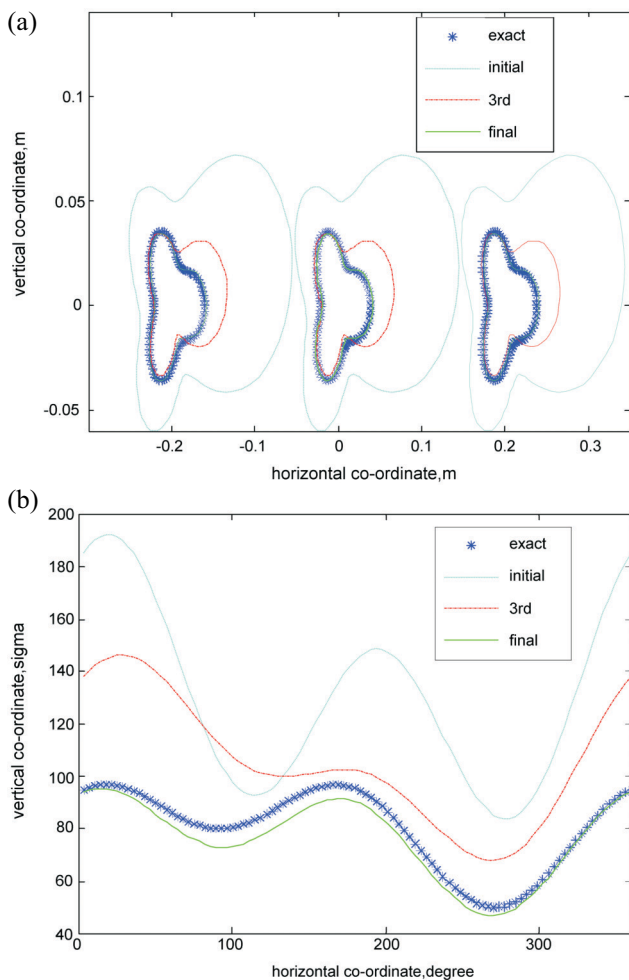 (a)
exact
initial
3rd
final
0.1
0.05
0
-0.05
vertical co-ordinate,m
-0.2
-0.1
0
0.1
0.2
0.3
horizontal co-ordinate,m
(b)
exact
initial
3rd
final
200
180
160
140
120
100
80
60
40
vertical co-ordinate,sigma
0
100
200
300
horizontal co-ordinate,degree